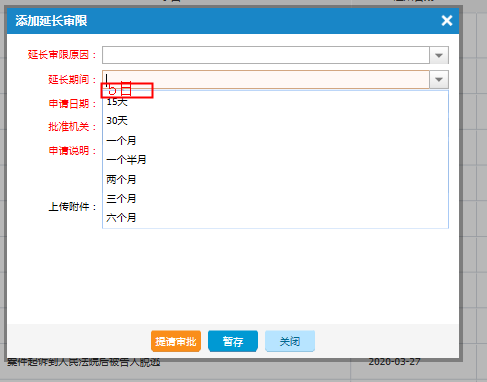 添加延长审限
延长审限原因：
延长期间：
5日
申请日期：
15天
30天
批准机关：
一个月
申请说明：
一个半月
两个月
三个月
上传附件：
六个月
提请审批
暂存
关闭
案件起诉到人民法院后被告人脱逃
2020-03-27